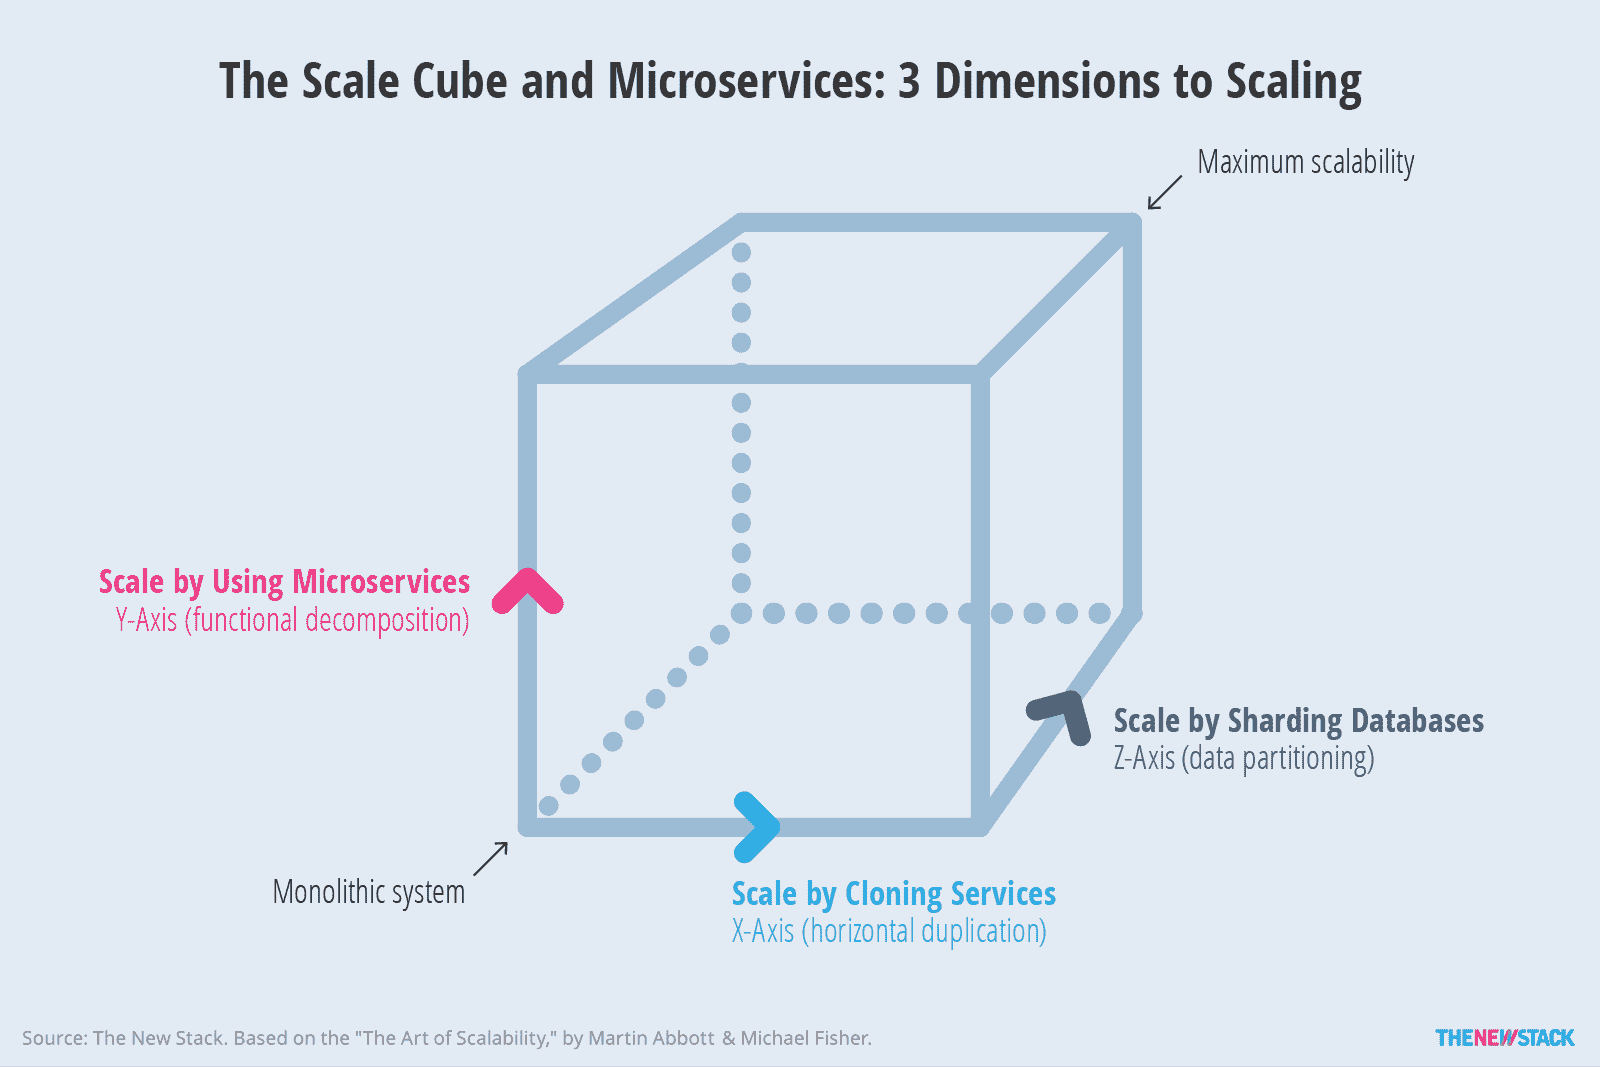 The Scale Cube and Microservices: 3 Dimensions to Scaling
Maximum scalability
Scale by Using Microservices
Y-Axis (functional decomposition)
Scale by Sharding Databases
Z-Axis (data partitioning)
Monolithic system
Scale by Cloning Services
X-Axis (horizontal duplication)
Source: The New Stack. Based on the "The Art of Scalability," by Martin Abbott & Michael Fisher.
THENEWSTACK